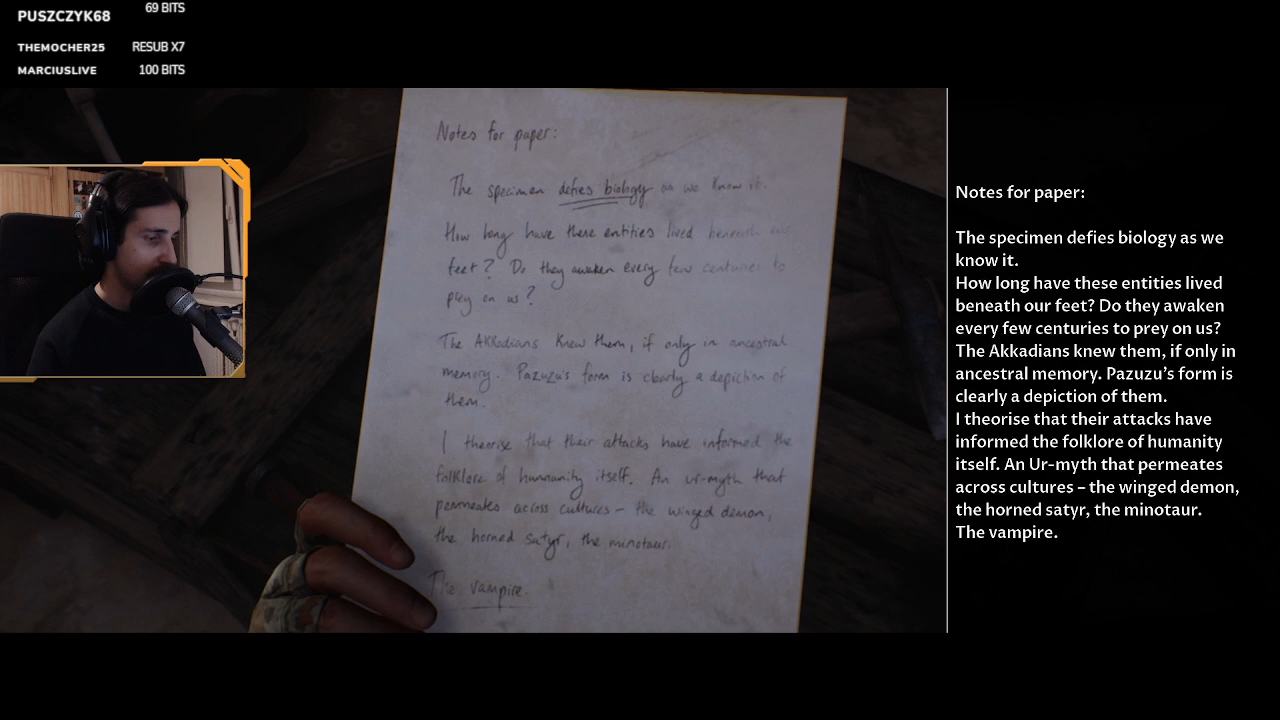 PUSZCZYK68 69 BITS
THEMOCHER25 RESUB X7
MARCIUSLIVE 100 BITS
Notes for paper:
The specimen defies biology as we know it.
How long have these entities lived beneath our
feet? Do they awaken every few centuries to
prey on us?
The Akkadians knew them, if only in ancestral
memory. Pazuzu's form is clearly a depiction of
them.
I theorise that their attacks have informed the
folklore of humanity itself. An ur-myth that
permeates across cultures – the winged demon,
the horned satyr, the minotaur.
The vampire.
Notes for paper:
The specimen defies biology as we
know it.
How long have these entities lived
beneath our feet? Do they awaken
every few centuries to prey on us?
The Akkadians knew them, if only in
ancestral memory. Pazuzu's form is
clearly a depiction of them.
I theorise that their attacks have
informed the folklore of humanity
itself. An Ur-myth that permeates
across cultures – the winged demon,
the horned satyr, the minotaur.
The vampire.